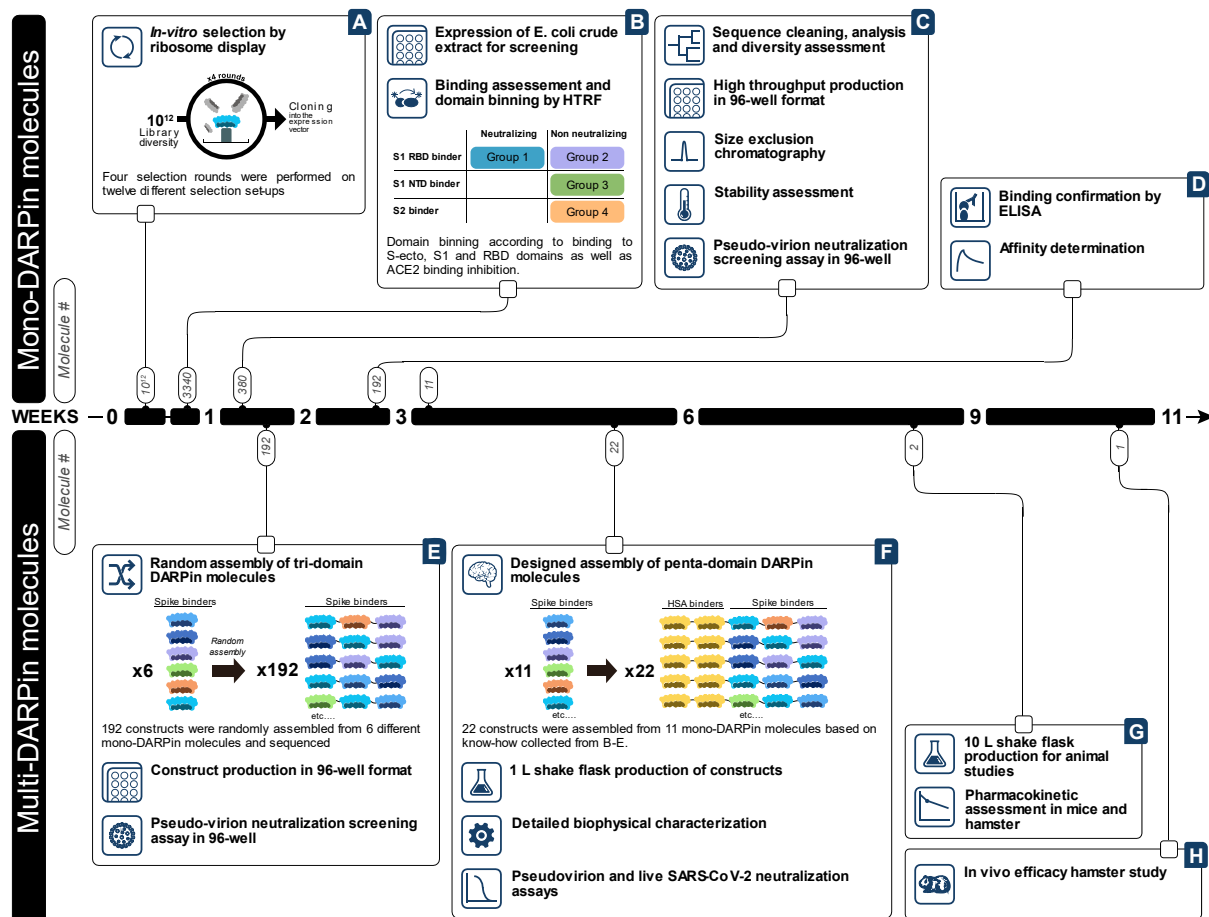 Mono-DARPin molecules
Molecule #
A
In-vitro selection by
ribosome display
x4 rounds
10¹²
Library
diversity
Cloning
into the
expression
vector
Four selection rounds were performed on
twelve different selection set-ups
B
Expression of E. coli crude
extract for screening
Binding assessement and
domain binning by HTRF
Neutralizing
Non neutralizing
S1 RBD binder
Group 1
Group 2
S1 NTD binder
Group 3
S2 binder
Group 4
Domain binning according to binding to
S-ecto, S1 and RBD domains as well as
ACE2 binding inhibition.
C
Sequence cleaning, analysis
and diversity assessment
High throughput production
in 96-well format
Size exclusion
chromatography
Stability assessment
Pseudo-virion neutralization
screening assay in 96-well
D
Binding confirmation by
ELISA
Affinity determination
10¹²
3340
380
192
11
WEEKS
0
1
2
3
6
9
11
192
22
2
1
Multi-DARPin molecules
Molecule #
E
Random assembly of tri-domain
DARPin molecules
Spike binders
Spike binders
Random
assembly
x6
x192
etc....
192 constructs were randomly assembled from 6 different
mono-DARPin molecules and sequenced
Construct production in 96-well format
Pseudo-virion neutralization screening
assay in 96-well
F
Designed assembly of penta-domain DARPin
molecules
Spike binders
HSA binders
Spike binders
x11
x22
etc....
etc....
22 constructs were assembled from 11 mono-DARPin molecules based on
know-how collected from B-E.
1 L shake flask production of constructs
Detailed biophysical characterization
Pseudovirion and live SARS-CoV-2 neutralization
assays
G
10 L shake flask
production for animal
studies
Pharmacokinetic
assessment in mice and
hamster
H
In vivo efficacy hamster study